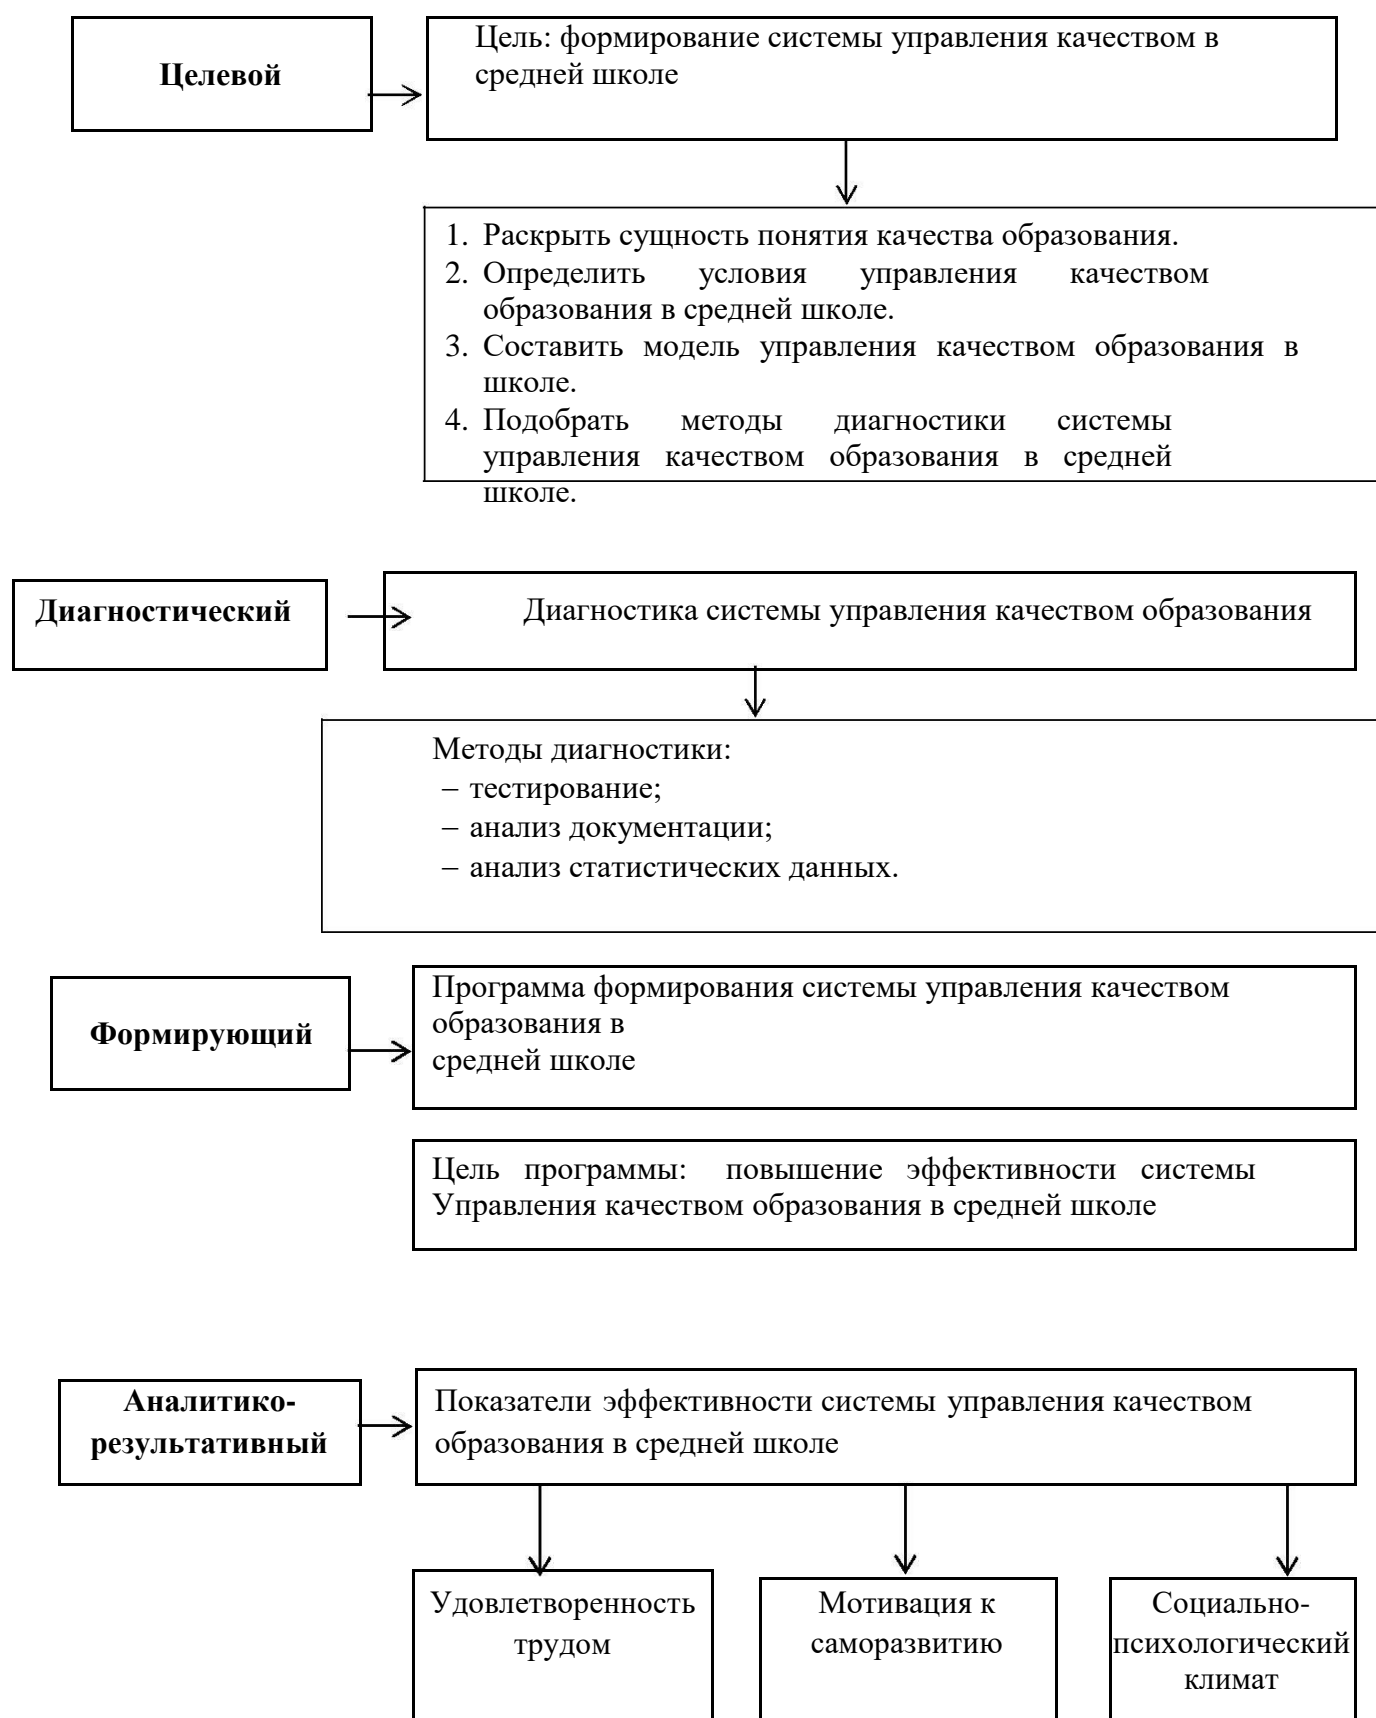 Целевой
Цель: формирование системы управления качеством в
средней школе
1. Раскрыть сущность понятия качества образования.
2. Определить условия управления качеством
образования в средней школе.
3. Составить модель управления качеством образования в
школе.
4. Подобрать методы диагностики системы
управления качеством образования в средней
школе.
Диагностический
Диагностика системы управления качеством образования
Методы диагностики:
– тестирование;
– анализ документации;
– анализ статистических данных.
Формирующий
Программа формирования системы управления качеством
образования в
средней школе
Цель программы: повышение эффективности системы
Управления качеством образования в средней школе
Аналитико-
результативный
Показатели эффективности системы управления качеством
образования в средней школе
Удовлетворенность
трудом
Мотивация к
саморазвитию
Социально-
психологический
климат